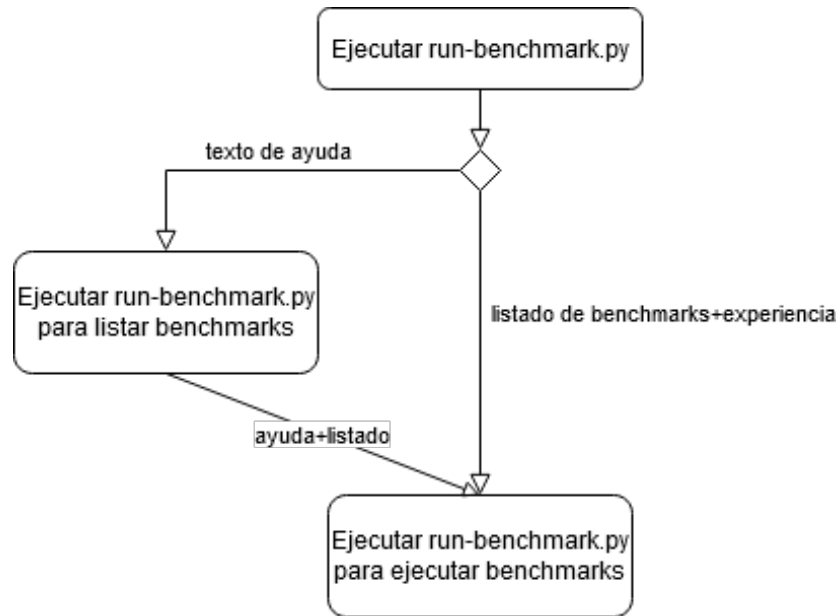 Ejecutar run-benchmark.py
texto de ayuda
Ejecutar run-benchmark.py
para listar benchmarks
listado de benchmarks+experiencia
ayuda+listado
Ejecutar run-benchmark.py
para ejecutar benchmarks